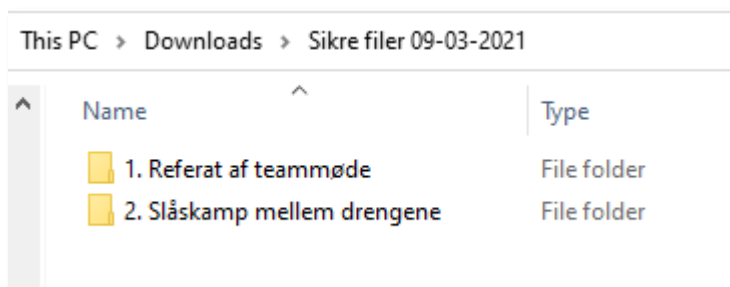 This PC > Downloads > Sikre filer 09-03-2021
Name Type
1. Referat af teammøde File folder
2. Slåskamp mellem drengene File folder